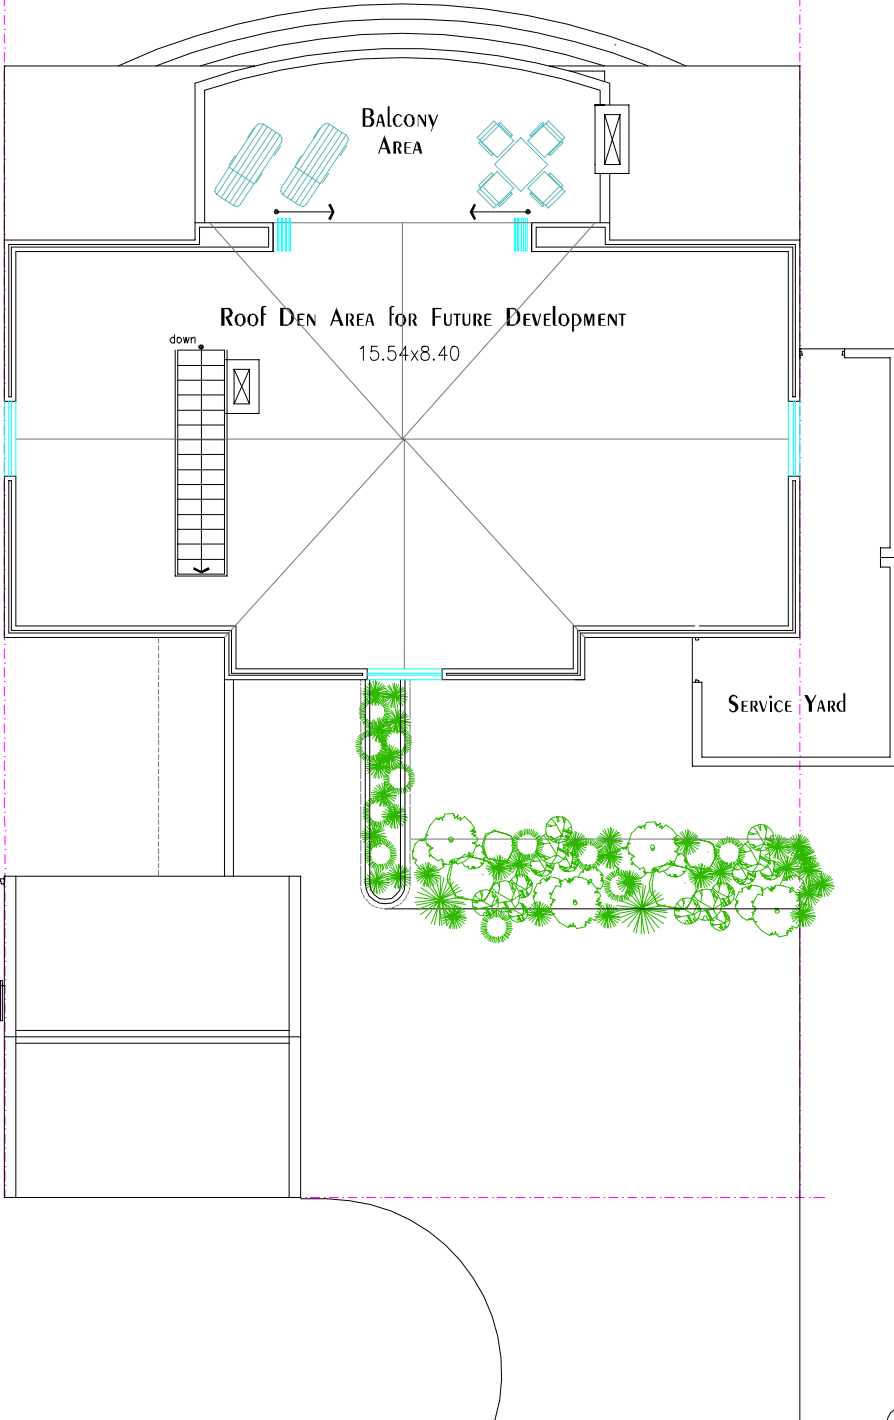 Balcony
Area
Roof Den Area for Future Development
15.54x8.40
down
Service Yard